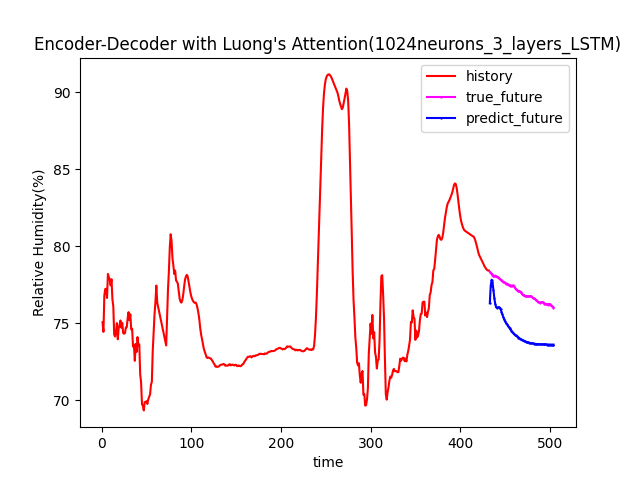 Encoder-Decoder with Luong's Attention(1024neurons_3_layers_LSTM)
history
true_future
predict_future
Relative Humidity(%)
90
85
80
75
70
0 100 200 300 400 500
time